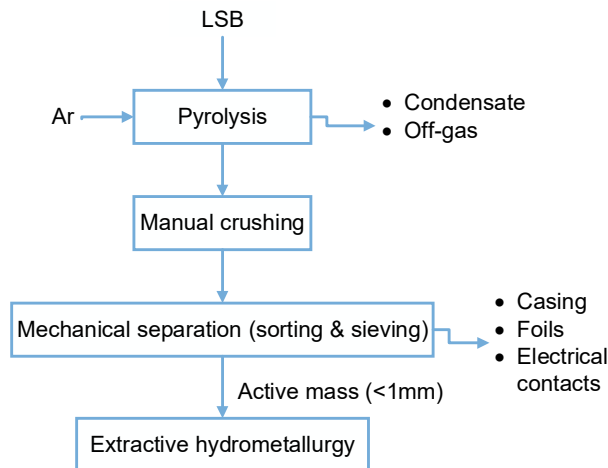 LSB
Ar
Pyrolysis
• Condensate
• Off-gas
Manual crushing
Mechanical separation (sorting & sieving)
• Casing
• Foils
• Electrical
contacts
Active mass (<1mm)
Extractive hydrometallurgy